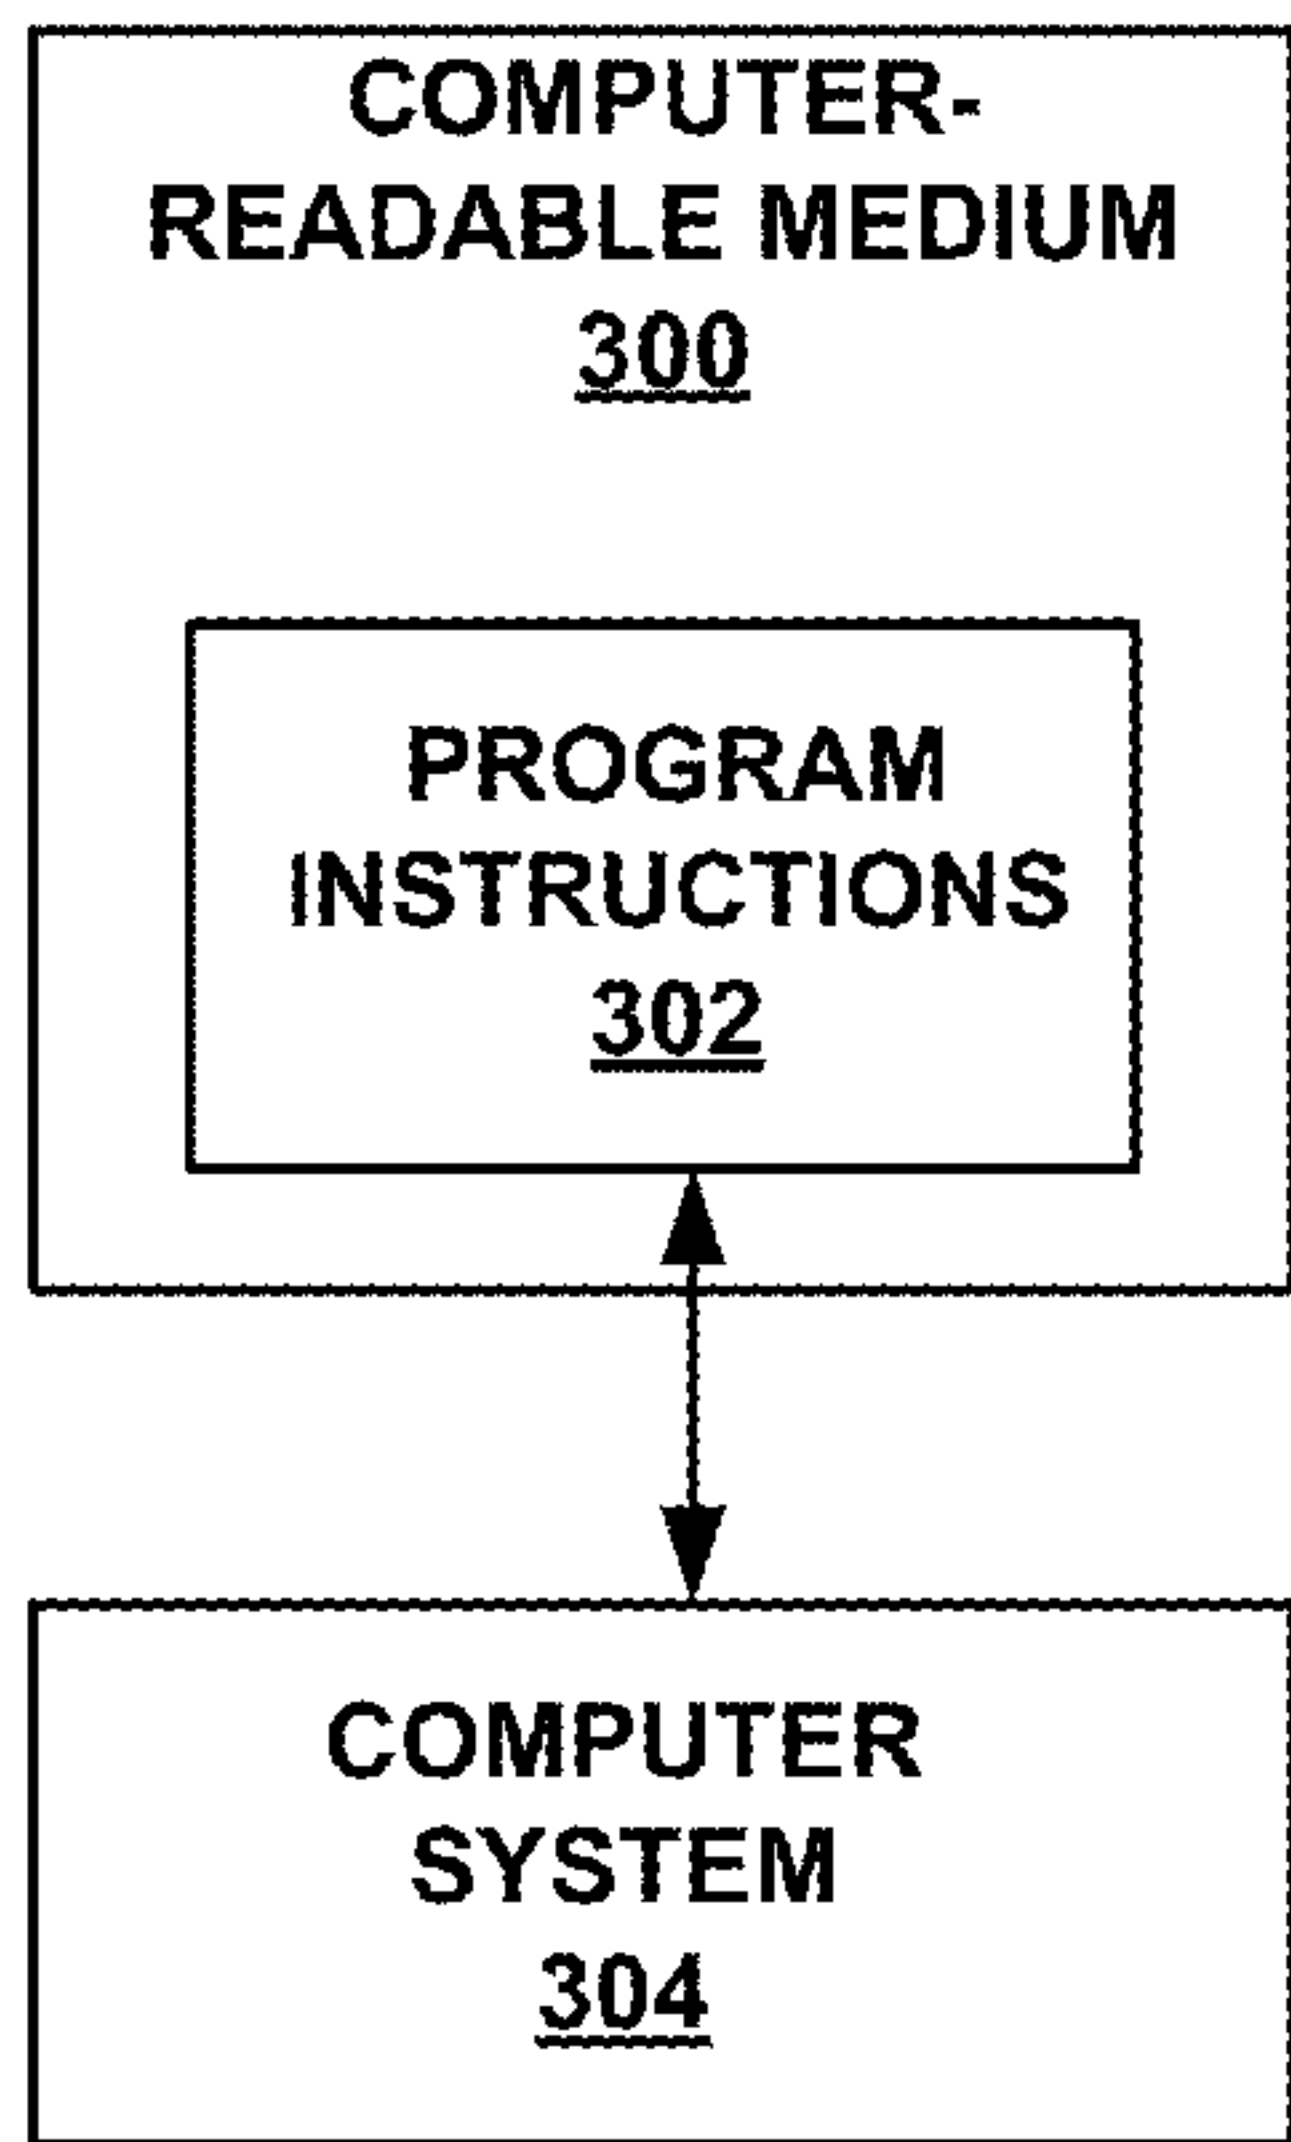 COMPUTER-
READABLE MEDIUM
300
PROGRAM
INSTRUCTIONS
302
COMPUTER
SYSTEM
304